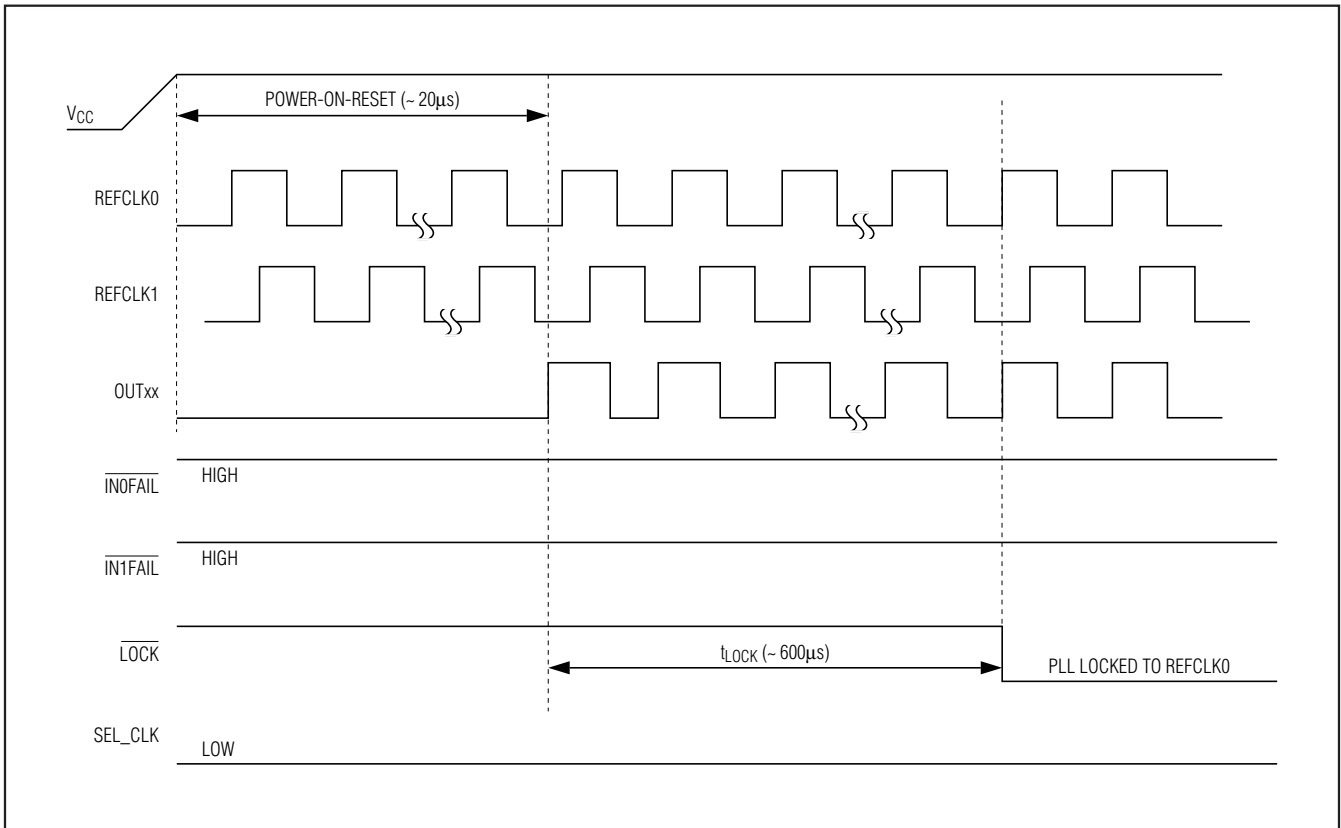 VCC
POWER-ON-RESET (~ 20µs)
REFCLK0
REFCLK1
OUTxx
IN0FAIL
HIGH
IN1FAIL
HIGH
LOCK
tLOCK (~ 600µs)
PLL LOCKED TO REFCLK0
SEL_CLK
LOW